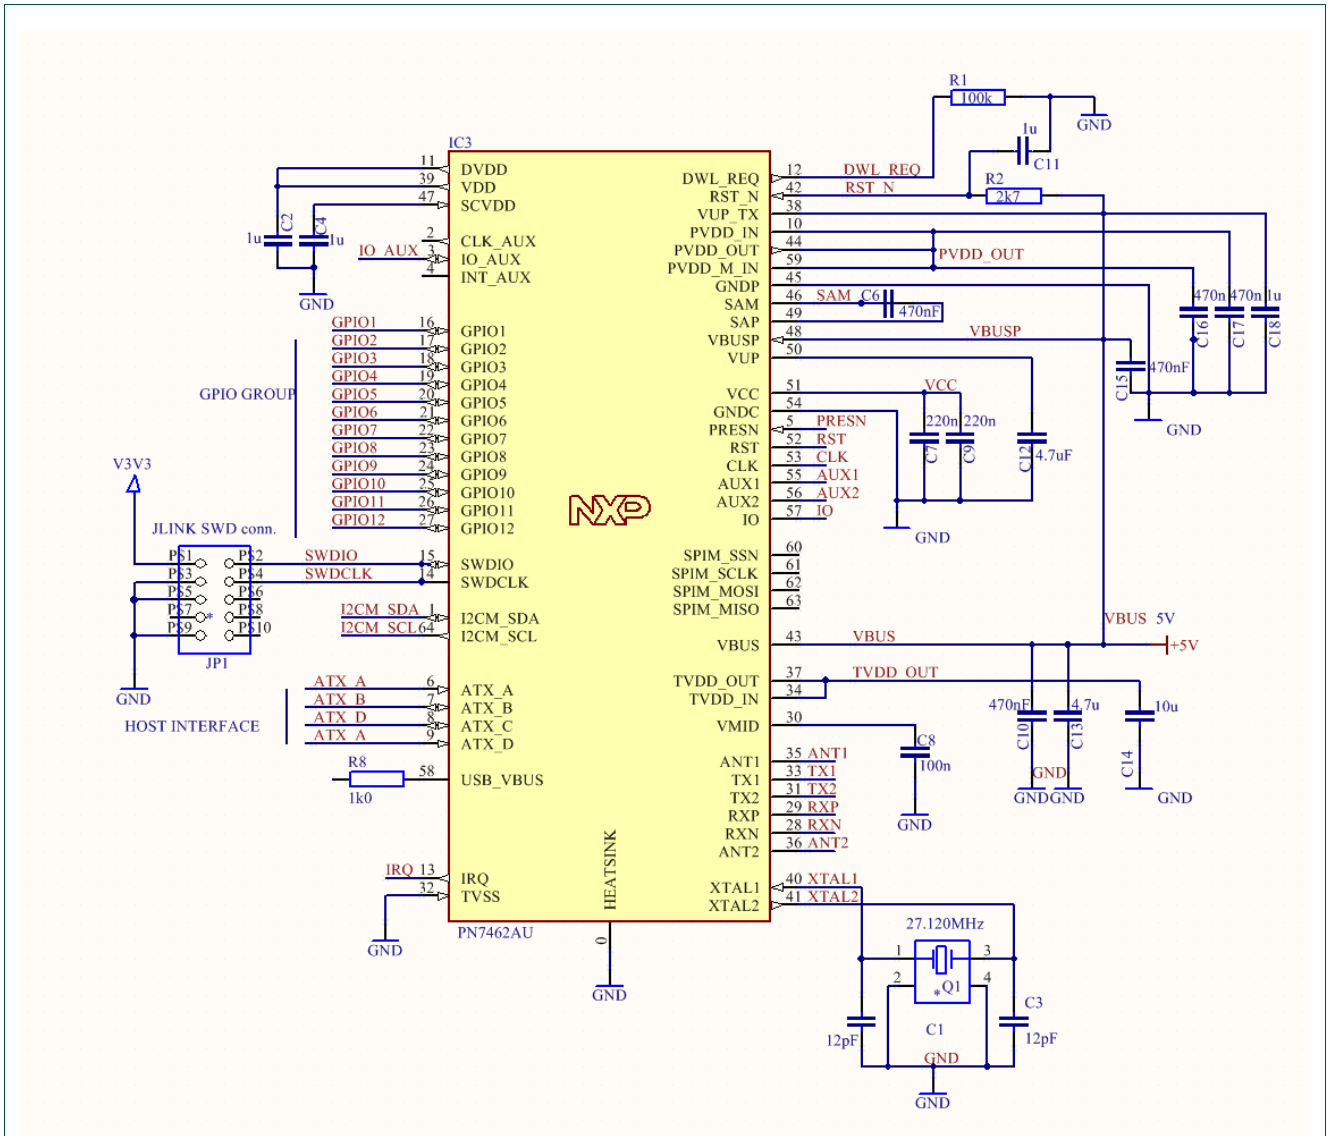 R1
100k
GND
1u
C11
IC3
11 DVDD
39 VDD
47 SCVDD
C2
1u
C4
1u
GND
2 CLK_AUX
IO AUX 3 IO_AUX
4 INT_AUX
DWL_REQ 12 DWL REQ
RST_N 42 RST N
R2
2k7
VUP_TX 38
PVDD_IN 10
PVDD_OUT 44
PVDD_OUT
PVDD_M_IN 59
GNDP 45
SAM 46 SAM
C6
470nF
SAP 49
VBUSP 48 VBUSP
VUP 50
470n
C16
470n
C17
1u
C18
C15
470nF
GND
GPIO1 16 GPIO1
GPIO2 17 GPIO2
GPIO3 18 GPIO3
GPIO4 19 GPIO4
GPIO5 20 GPIO5
GPIO6 21 GPIO6
GPIO7 22 GPIO7
GPIO8 23 GPIO8
GPIO9 24 GPIO9
GPIO10 25 GPIO10
GPIO11 26 GPIO11
GPIO12 27 GPIO12
GPIO GROUP
VCC 51 VCC
GNDC 54
PRESN 5 PRESN
RST 52 RST
CLK 53 CLK
AUX1 55 AUX1
AUX2 56 AUX2
IO 57 IO
220n
C7
220n
C9
C12
4.7uF
GND
NXP
V3V3
JLINK SWD conn.
PS1 PS2
PS3 PS4
PS5 PS6
PS7 * PS8
PS9 PS10
JP1
GND
SWDIO 15 SWDIO
SWDCLK 14 SWDCLK
I2CM_SDA 1 I2CM_SDA
I2CM_SCL 64 I2CM_SCL
SPIM_SSN 60
SPIM_SCLK 61
SPIM_MOSI 62
SPIM_MISO 63
VBUS 43 VBUS
VBUS 5V
+5V
ATX A 6 ATX_A
ATX B 7 ATX_B
ATX D 8 ATX_C
ATX A 9 ATX_D
HOST INTERFACE
TVDD_OUT 37 TVDD OUT
TVDD_IN 34
VMID 30
470nF
C10
4.7u
C13
10u
C14
GND
GND
GND
GND
C8
100n
GND
R8
1k0
58 USB_VBUS
ANT1 35 ANT1
TX1 33 TX1
TX2 31 TX2
RXP 29 RXP
RXN 28 RXN
ANT2 36 ANT2
IRQ 13 IRQ
32 TVSS
GND
HEATSINK
0
GND
PN7462AU
XTAL1 40 XTAL1
XTAL2 41 XTAL2
27.120MHz
1
3
2
4
*Q1
C1
12pF
C3
12pF
GND
GND